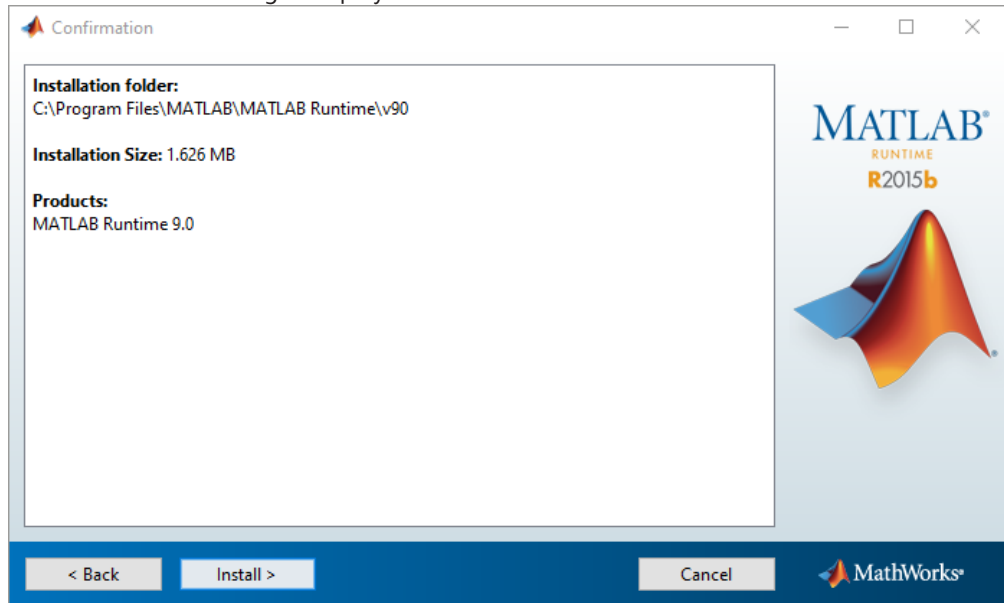 Confirmation
Installation folder:
C:\Program Files\MATLAB\MATLAB Runtime\v90
Installation Size: 1.626 MB
Products:
MATLAB Runtime 9.0
MATLAB®
RUNTIME
R2015b
< Back
Install >
Cancel
MathWorks®